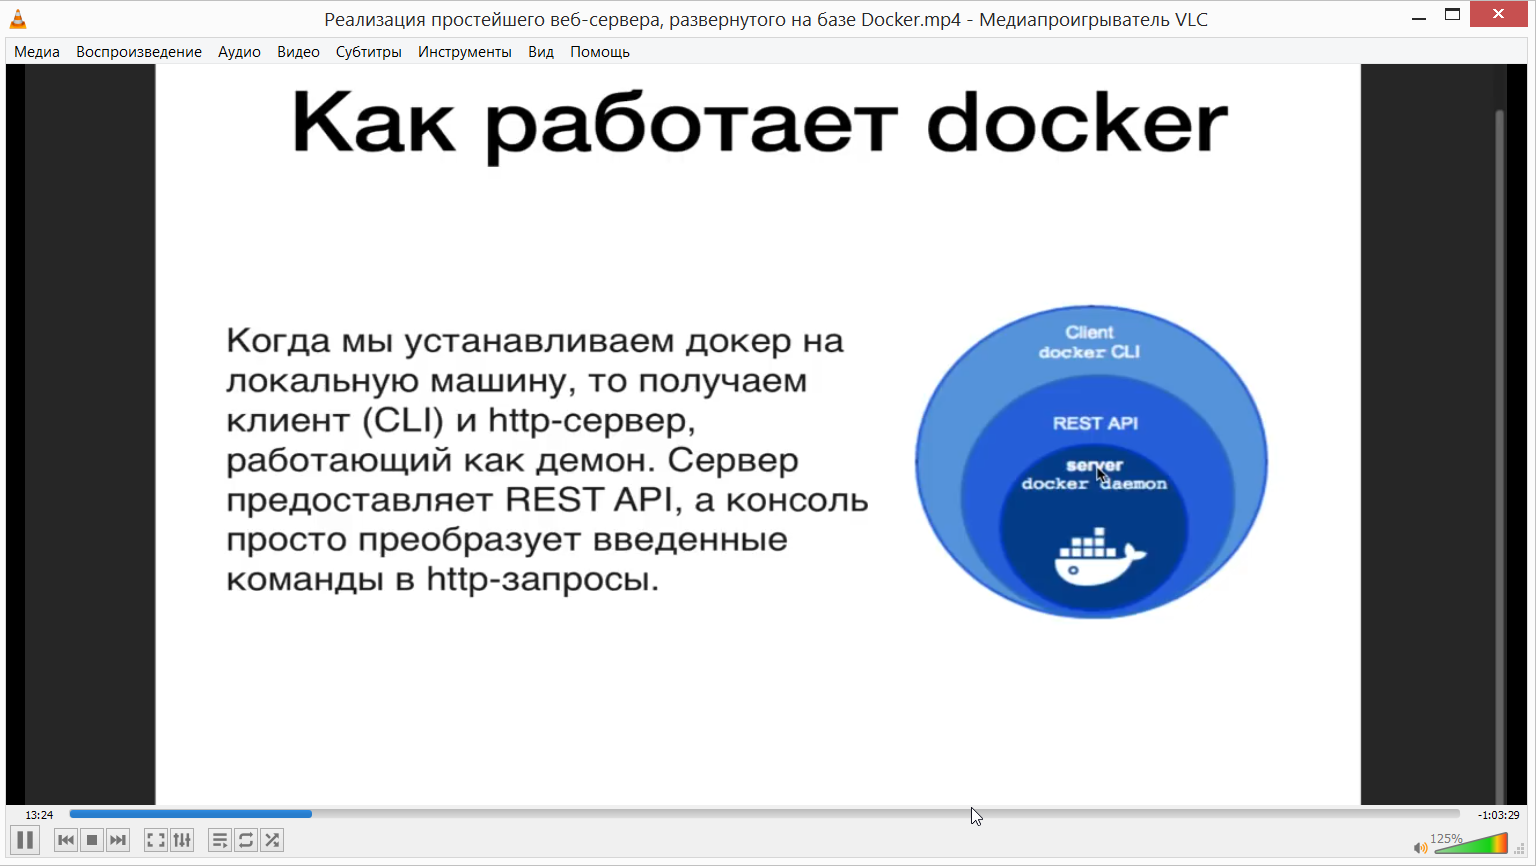 Реализация простейшего веб-сервера, развернутого на базе Docker.mp4 - Медиапроигрыватель VLC
Медиа Воспроизведение Аудио Видео Субтитры Инструменты Вид Помощь
Как работает docker
Когда мы устанавливаем докер на
локальную машину, то получаем
клиент (CLI) и http-сервер,
работающий как демон. Сервер
предоставляет REST API, а консоль
просто преобразует введенные
команды в http-запросы.
Client
docker CLI
REST API
server
docker daemon
13:24
-1:03:29
125%